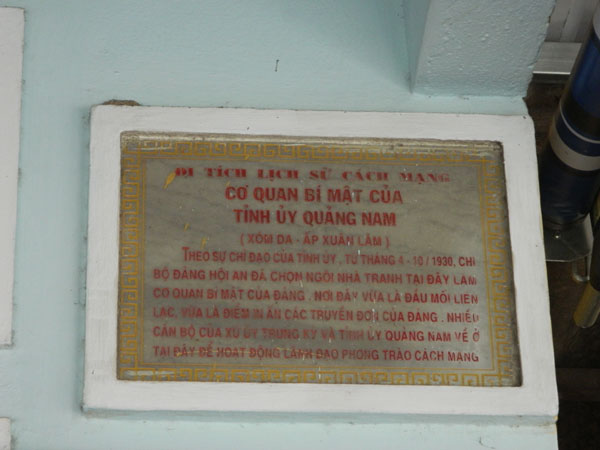 DI TÍCH LỊCH SỬ CÁCH MẠNG
CƠ QUAN BÍ MẬT CỦA
TỈNH ỦY QUẢNG NAM
( XÓM DA - ẤP XUÂN LÂM )
THEO SỰ CHỈ ĐẠO CỦA TỈNH ỦY , TỪ THÁNG 4 - 10 / 1930, CHI
BỘ ĐẢNG HỘI AN ĐÃ CHỌN NGÔI NHÀ TRANH TẠI ĐÂY LÀM
CƠ QUAN BÍ MẬT CỦA ĐẢNG . NƠI ĐÂY VỪA LÀ ĐẦU MỐI LIÊN
LẠC, VỪA LÀ ĐIỂM IN ẤN CÁC TRUYỀN ĐƠN CỦA ĐẢNG . NHIỀU
CÁN BỘ CỦA XỨ ỦY TRUNG KỲ VÀ TỈNH ỦY QUẢNG NAM VỀ Ở
TẠI ĐÂY ĐỂ HOẠT ĐỘNG LÃNH ĐẠO PHONG TRÀO CÁCH MẠNG